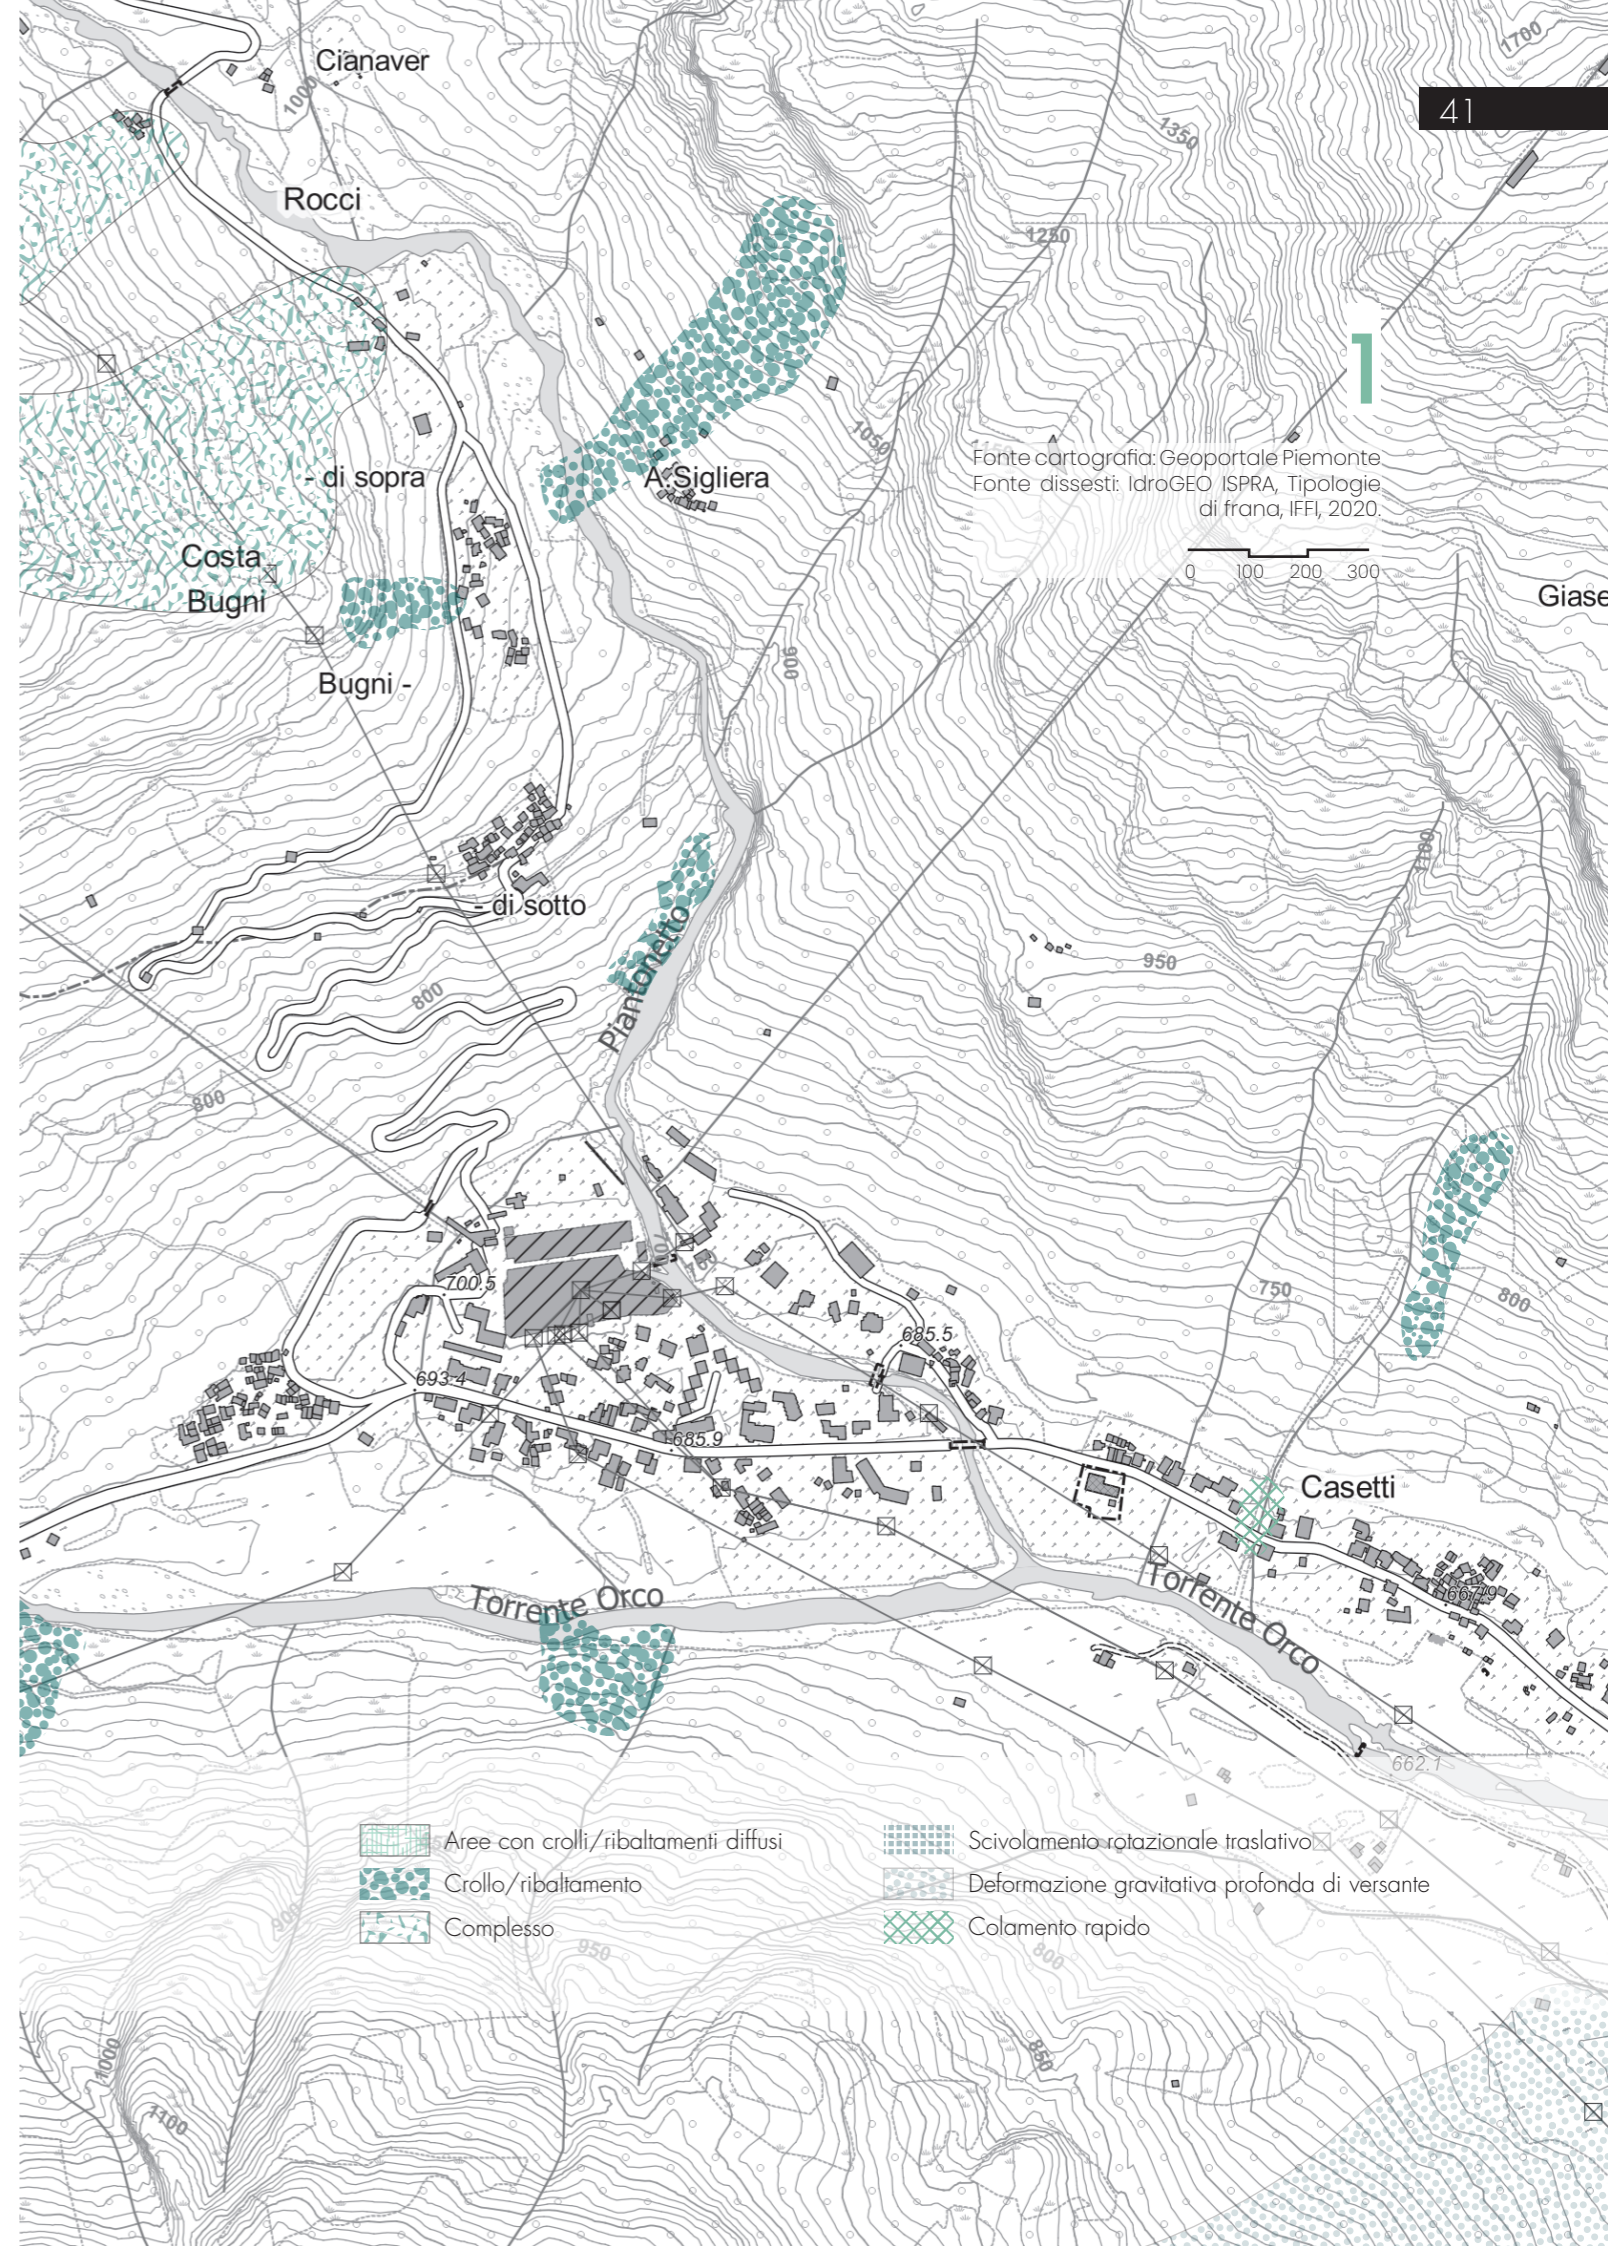 Cianaver
1700
1000
41
1350
Rocci
1250
1
1050
Fonte cartografia: Geoportale Piemonte
Fonte dissesti: IdroGEO ISPRA, Tipologie
di frana, IFFI, 2020.
- di sopra
A. Sigliera
0 100 200 300
Costa
Bugni
Giase
900
Bugni -
1100
- di sotto
950
Piantonetto
800
800
700
700.5
750
800
685.5
693.4
685.9
Casetti
Torrente Orco
Torrente Orco
667.9
662.1
Aree con crolli/ribaltamenti diffusi
Crollo/ribaltamento
Complesso
Scivolamento rotazionale traslativo
Deformazione gravitativa profonda di versante
Colamento rapido
900
950
800
1000
850
1100